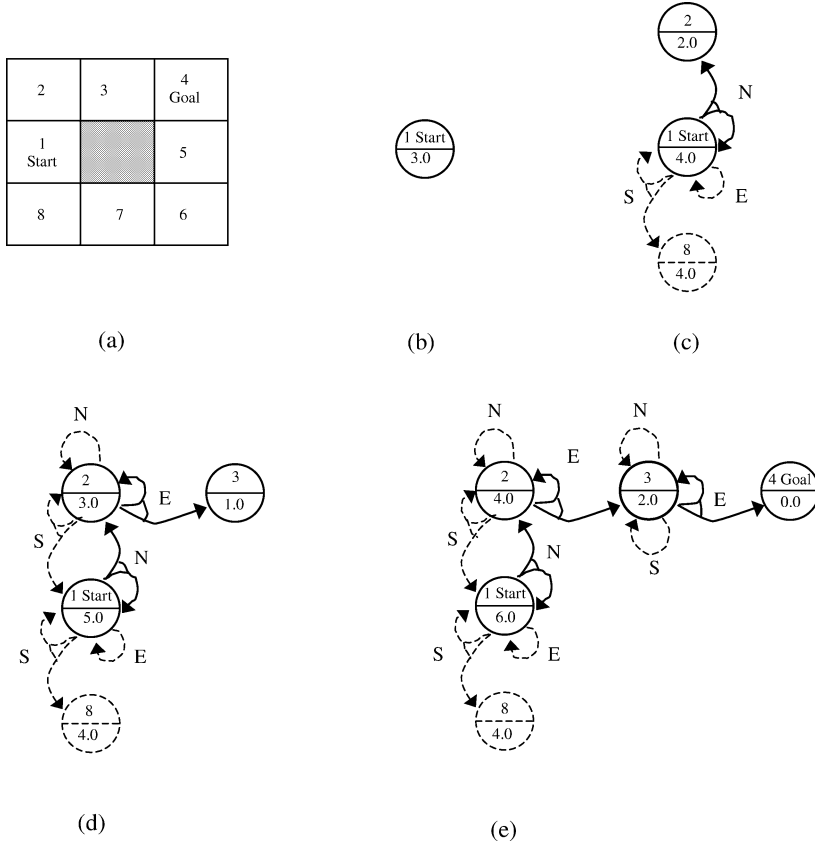 2 3 4
Goal
1
Start
5
8 7 6
(a)
1 Start
3.0
(b)
2
2.0
N
1 Start
4.0
S E
8
4.0
(c)
N
2
3.0
E
3
1.0
S
N
1 Start
5.0
S E
8
4.0
(d)
N N
2
4.0
E
3
2.0
E
4 Goal
0.0
S
S
N
1 Start
6.0
S E
8
4.0
(e)